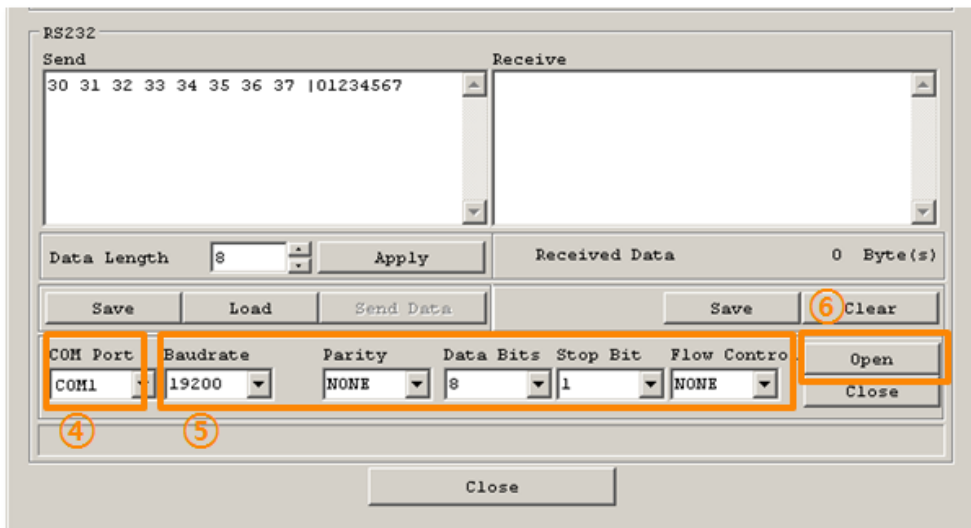 RS232
Send
Receive
30 31 32 33 34 35 36 37 |01234567
Data Length 8 Apply
Received Data 0 Byte(s)
Save Load Send Data
Save ⑥ Clear
COM Port Baudrate Parity Data Bits Stop Bit Flow Contro
COM1 19200 NONE 8 1 NONE
Open
Close
④ ⑤
Close